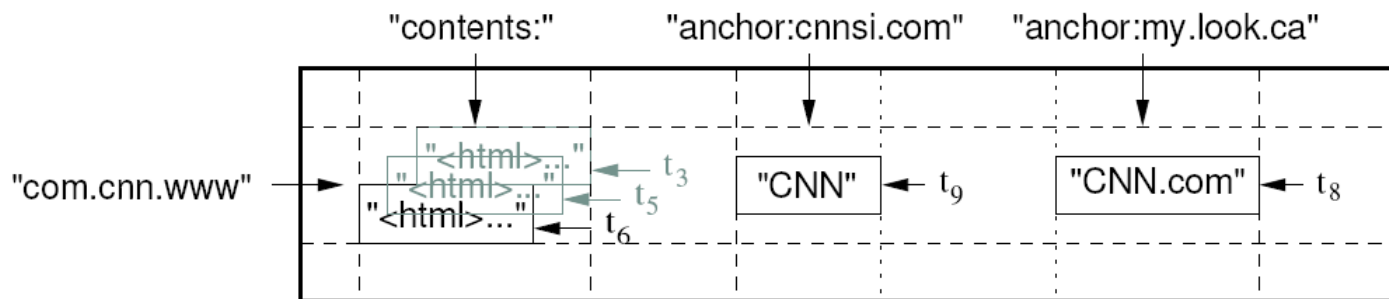 "contents:" "anchor:cnnsi.com" "anchor:my.look.ca"
"<html>..." t3
"com.cnn.www" "<html>..." t5 "CNN" t9 "CNN.com" t8
"<html>..." t6